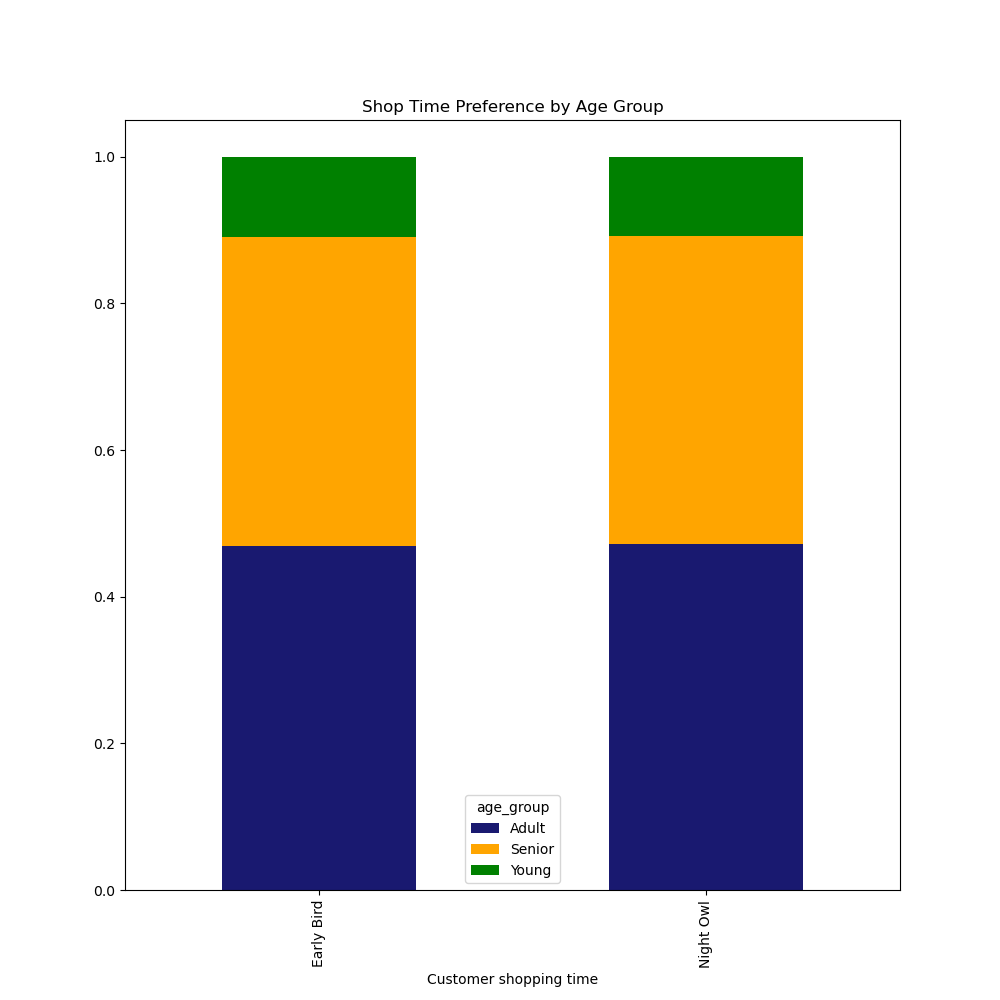 Shop Time Preference by Age Group
1.0
0.8
0.6
0.4
0.2
0.0
age_group
Adult
Senior
Young
Early Bird
Night Owl
Customer shopping time